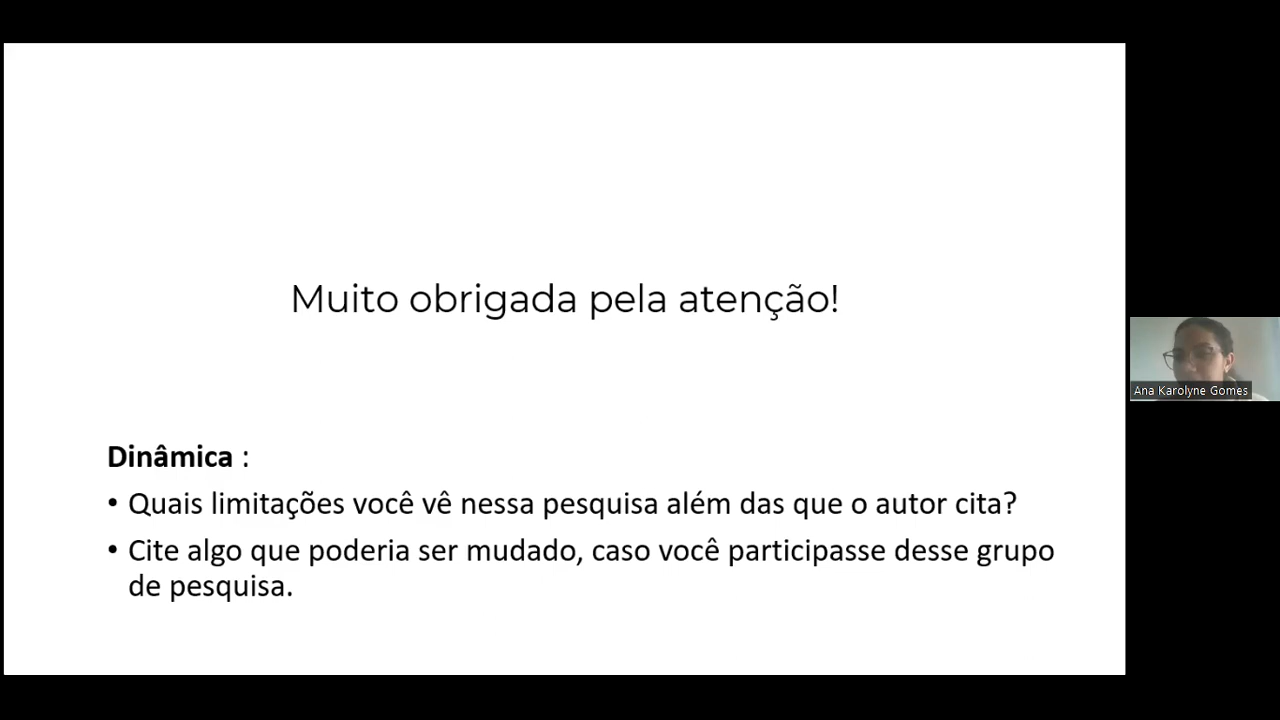 Muito obrigada pela atenção!
Dinâmica :
• Quais limitações você vê nessa pesquisa além das que o autor cita?
• Cite algo que poderia ser mudado, caso você participasse desse grupo
de pesquisa.
Ana Karolyne Gomes